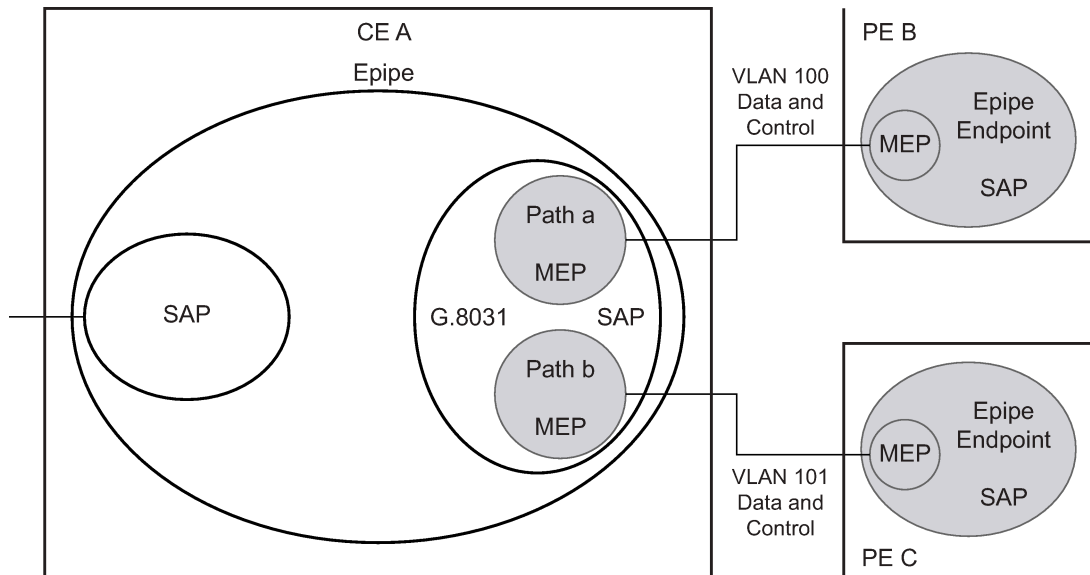 CE A
Epipe
SAP
G.8031
SAP
Path a
MEP
Path b
MEP
VLAN 100
Data and
Control
VLAN 101
Data and
Control
PE B
MEP
Epipe
Endpoint
SAP
MEP
Epipe
Endpoint
SAP
PE C